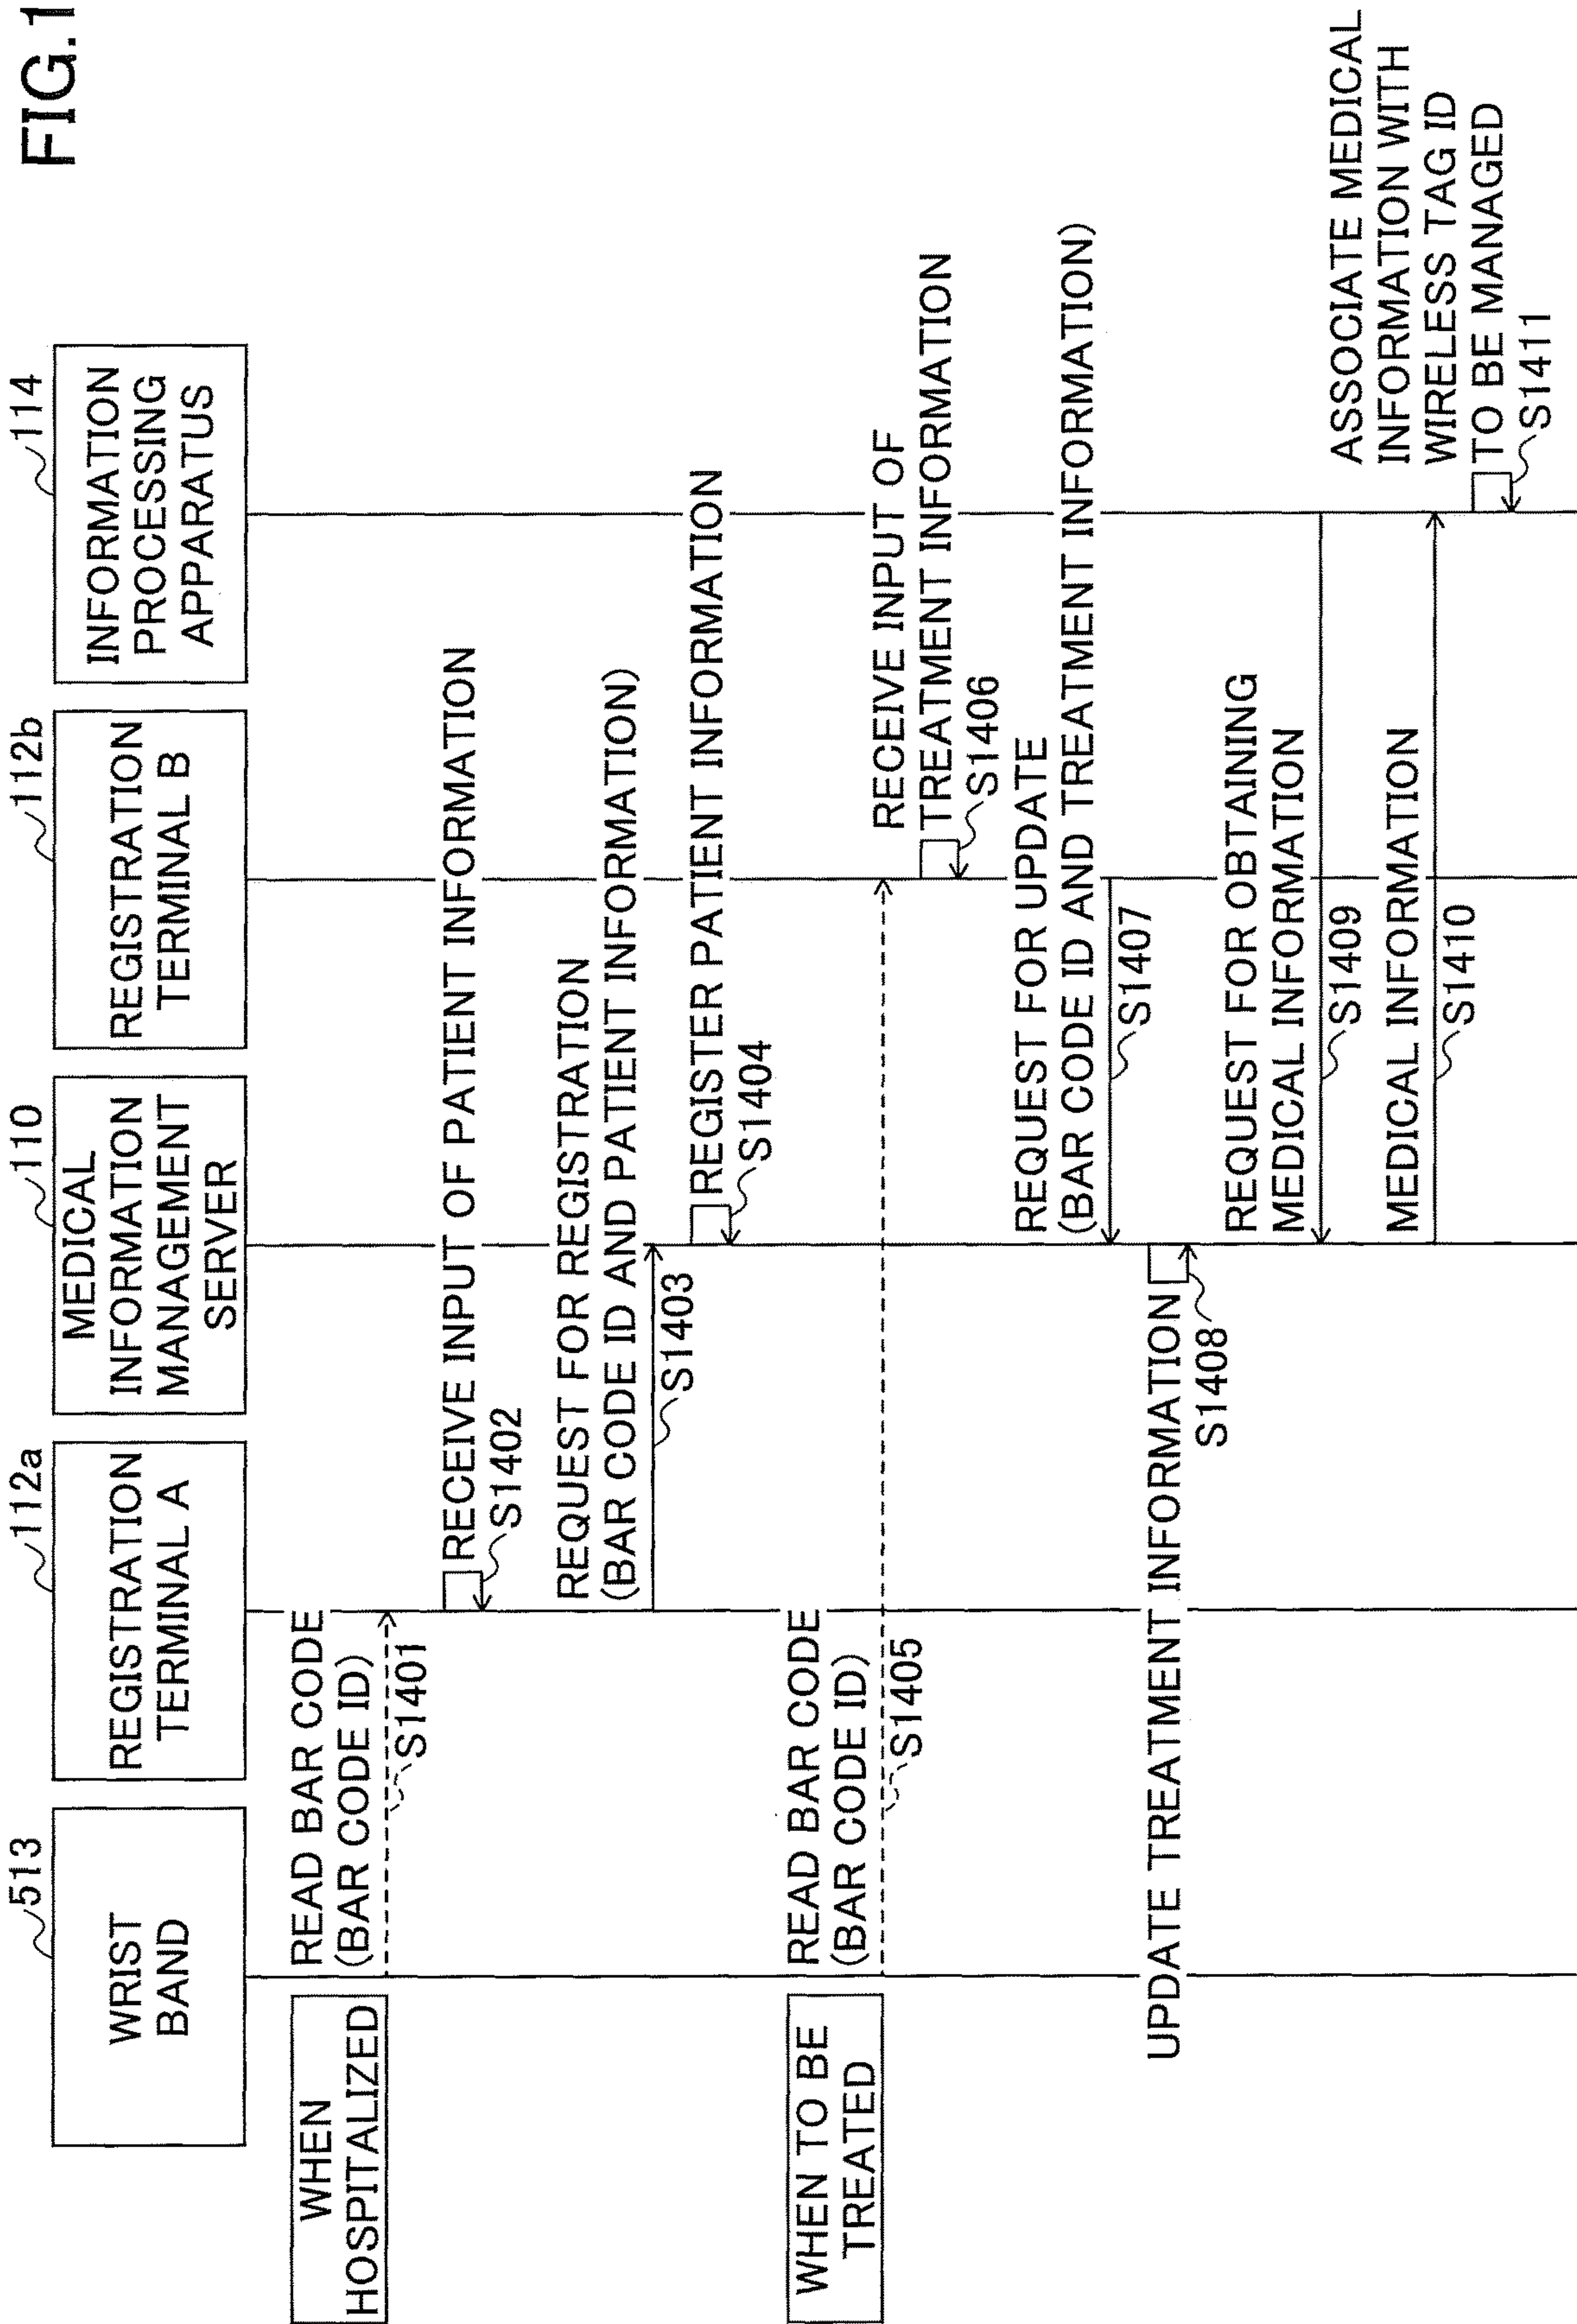 FIG.1
513
WRIST
BAND
112a
REGISTRATION
TERMINAL A
110
MEDICAL
INFORMATION
MANAGEMENT
SERVER
112b
REGISTRATION
TERMINAL B
114
INFORMATION
PROCESSING
APPARATUS
WHEN
HOSPITALIZED
READ BAR CODE
(BAR CODE ID)
S1401
RECEIVE INPUT OF PATIENT INFORMATION
S1402
REQUEST FOR REGISTRATION
(BAR CODE ID AND PATIENT INFORMATION)
S1403
REGISTER PATIENT INFORMATION
S1404
WHEN TO BE
TREATED
READ BAR CODE
(BAR CODE ID)
S1405
RECEIVE INPUT OF
TREATMENT INFORMATION
S1406
REQUEST FOR UPDATE
(BAR CODE ID AND TREATMENT INFORMATION)
S1407
UPDATE TREATMENT INFORMATION
S1408
REQUEST FOR OBTAINING
MEDICAL INFORMATION
S1409
MEDICAL INFORMATION
S1410
ASSOCIATE MEDICAL
INFORMATION WITH
WIRELESS TAG ID
TO BE MANAGED
S1411